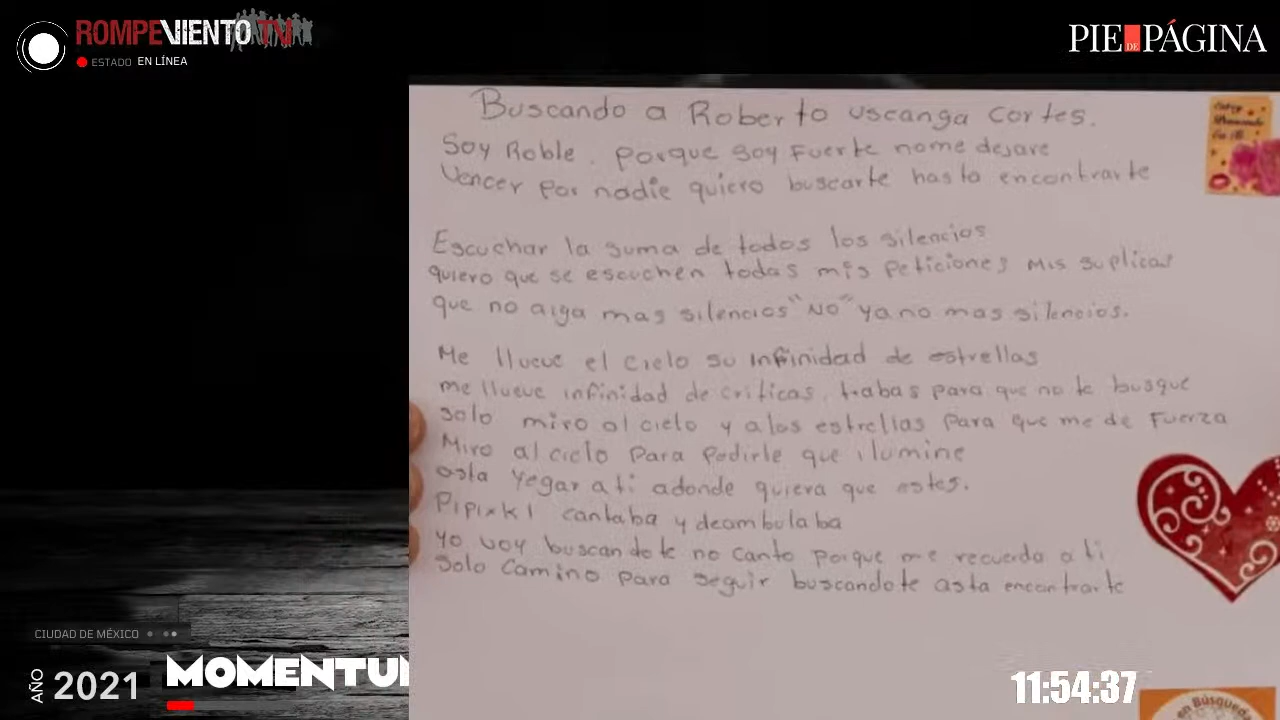 ROMPEVIENTO TV
ESTADO EN LÍNEA
PIE DE PÁGINA
Buscando a Roberto uscanga cortes.
Soy Roble. porque soy Fuerte nome dejare
Vencer por nadie quiero buscarte hasta encontrarte
Escuchar la suma de todos los silencios
quiero que se escuchen todas mis peticiones mis suplicas
que no aiga mas silencios "NO" ya no mas silencios.
Me llueve el cielo su infinidad de estrellas
me llueve infinidad de criticas, trabas para que no te busque
solo miro al cielo y a las estrellas para que me de Fuerza
Miro al cielo para pedirle que ilumine
asta yegar a ti adonde quiera que estes.
Pipixki cantaba y deambulaba
yo voy buscandote no canto porque me recuerda a ti
solo camino para seguir buscandote asta encontrarte
en Búsqueda
CIUDAD DE MÉXICO
AÑO 2021 MOMENTU
11:54:37